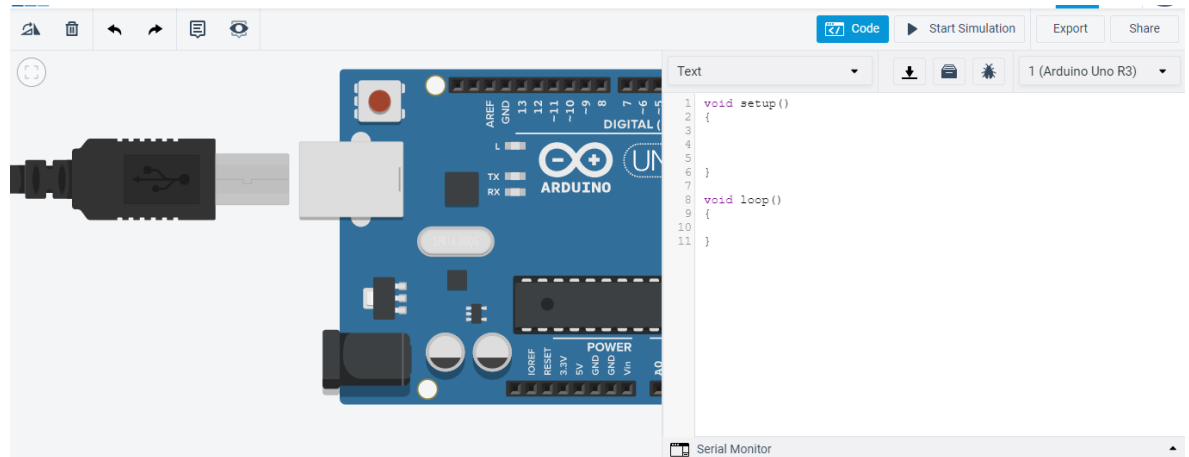 Code
Start Simulation
Export
Share
Text
1 (Arduino Uno R3)
AREF
GND
13
12
~11
~10
~9
8
7
~6
~5
DIGITAL (
L
TX
RX
UN
ARDUINO
IOREF
RESET
3.3V
5V
GND
GND
Vin
POWER
A0
1 void setup()
2 {
3
4
5
6 }
7
8 void loop()
9 {
10
11 }
Serial Monitor